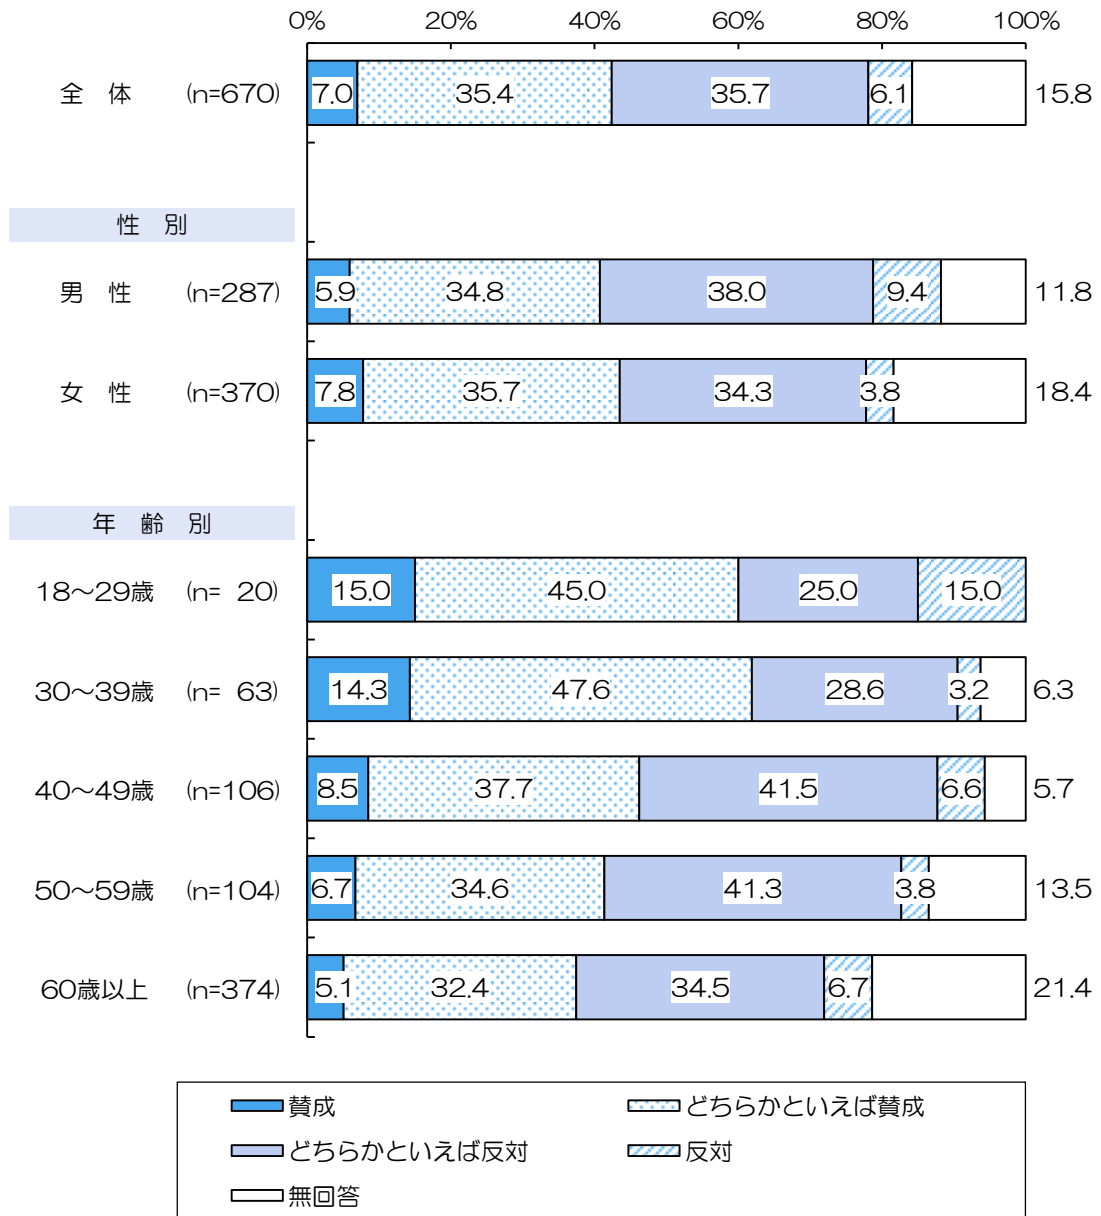 0% 20% 40% 60% 80% 100%
全 体 (n=670) 7.0 35.4 35.7 6.1 15.8
性 別
男 性 (n=287) 5.9 34.8 38.0 9.4 11.8
女 性 (n=370) 7.8 35.7 34.3 3.8 18.4
年 齢 別
18～29歳 (n= 20) 15.0 45.0 25.0 15.0
30～39歳 (n= 63) 14.3 47.6 28.6 3.2 6.3
40～49歳 (n=106) 8.5 37.7 41.5 6.6 5.7
50～59歳 (n=104) 6.7 34.6 41.3 3.8 13.5
60歳以上 (n=374) 5.1 32.4 34.5 6.7 21.4
賛成 どちらかといえば賛成
どちらかといえば反対 反対
無回答